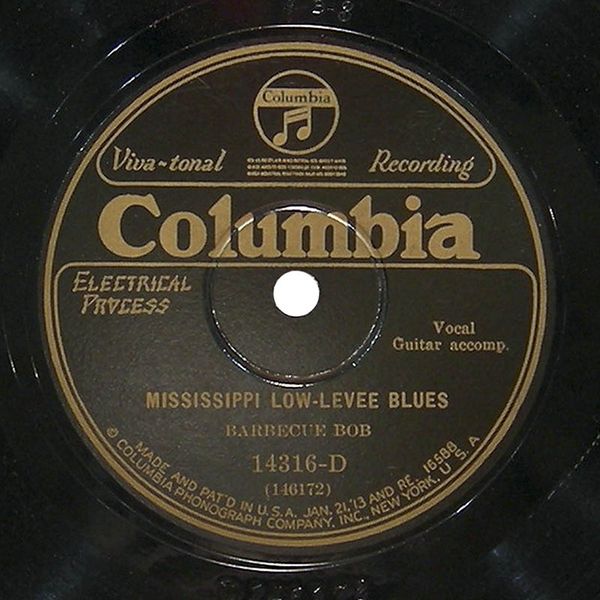 Columbia
Viva-tonal Recording
Columbia
ELECTRICAL
PROCESS
Vocal
Guitar accomp.
MISSISSIPPI LOW-LEVEE BLUES
BARBECUE BOB
14316-D
(146172)
MADE AND PAT'D IN U.S.A. JAN. 21,'13 AND RE. 16588
© COLUMBIA PHONOGRAPH COMPANY, INC., NEW YORK, U.S.A